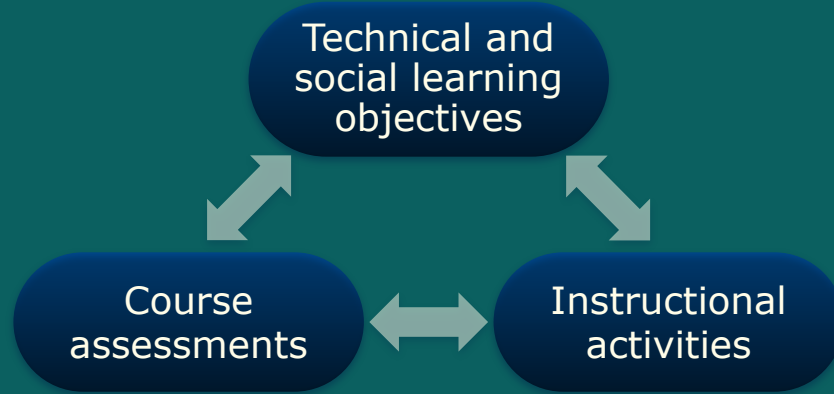 Technical and
social learning
objectives
Course
assessments
Instructional
activities